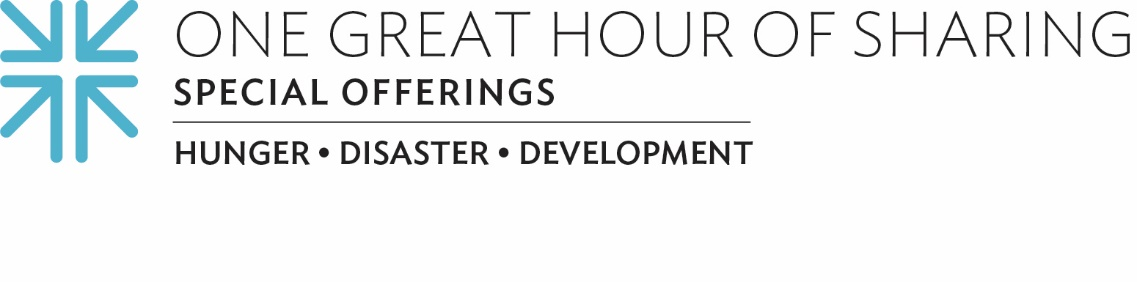 ONE GREAT HOUR OF SHARING
SPECIAL OFFERINGS
HUNGER • DISASTER • DEVELOPMENT